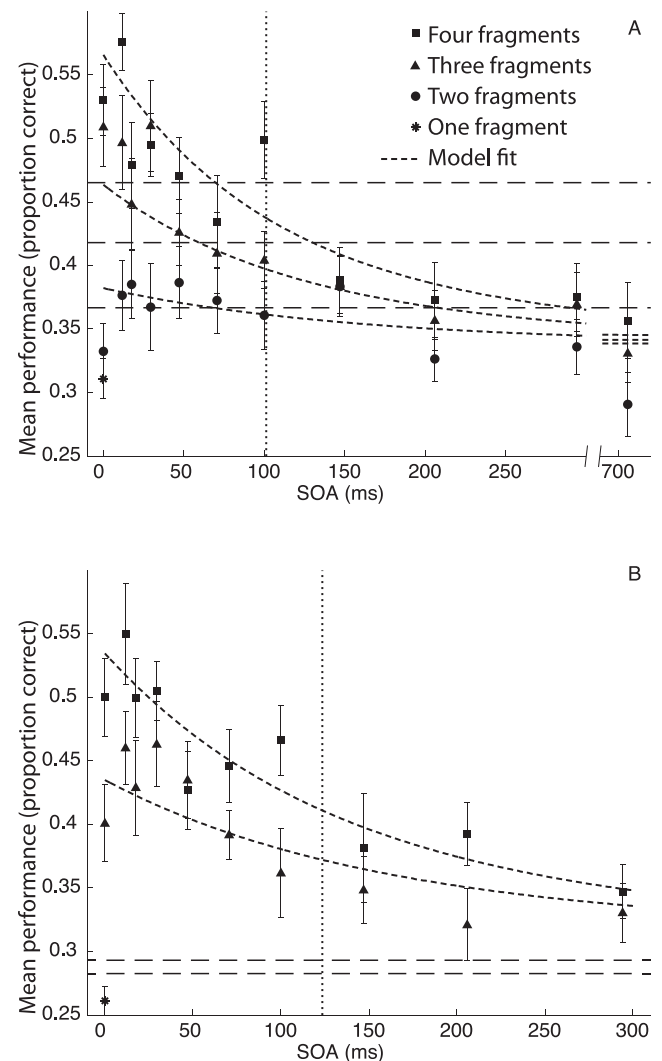 A
Four fragments
Three fragments
Two fragments
One fragment
Model fit
Mean performance (proportion correct)
0.55
0.5
0.45
0.4
0.35
0.3
0.25
0 50 100 150 200 250 700
SOA (ms)
B
Mean performance (proportion correct)
0.55
0.5
0.45
0.4
0.35
0.3
0.25
0 50 100 150 200 250 300
SOA (ms)